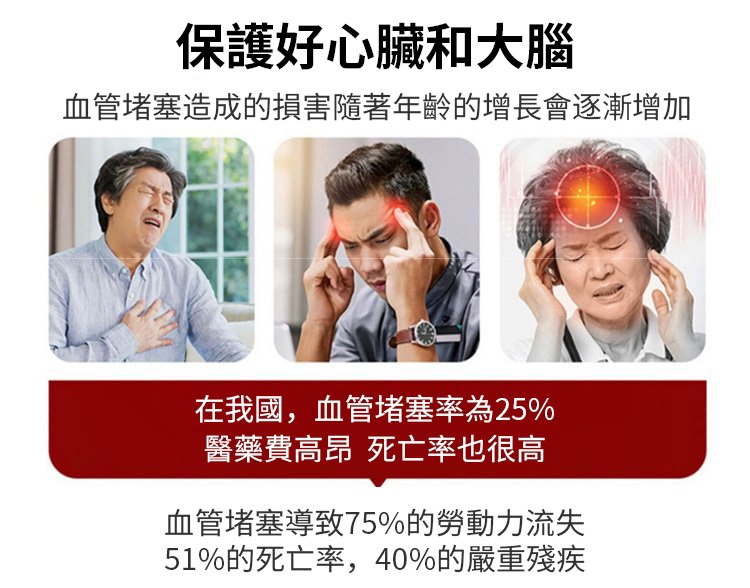 保護好心臟和大腦
血管堵塞造成的損害隨著年齡的增長會逐漸增加
在我國，血管堵塞率為25%
醫藥費高昂 死亡率也很高
血管堵塞導致75%的勞動力流失
51%的死亡率，40%的嚴重殘疾